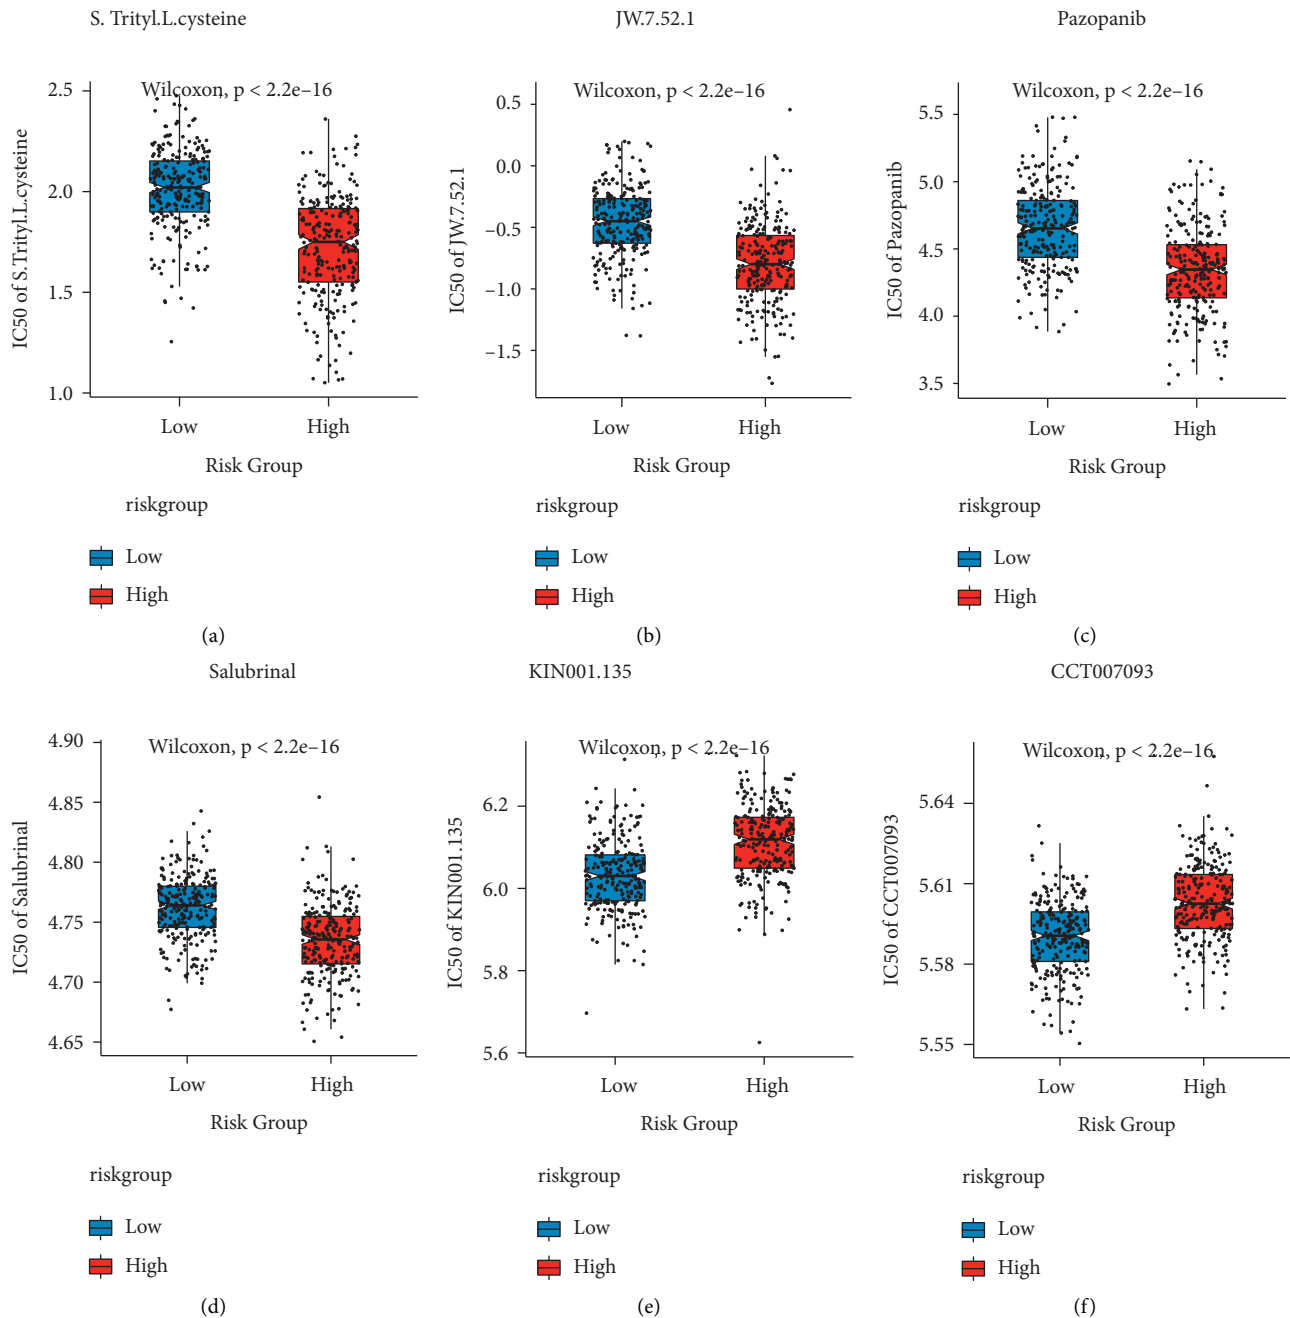 S. Trityl.L.cysteine
Wilcoxon, p < 2.2e–16
IC50 of S.Trityl.L.cysteine
2.5
2.0
1.5
1.0
Low
High
Risk Group
riskgroup
Low
High
(a)
JW.7.52.1
Wilcoxon, p < 2.2e–16
IC50 of JW.7.52.1
0.5
0.0
−0.5
−1.0
−1.5
Low
High
Risk Group
riskgroup
Low
High
(b)
Pazopanib
Wilcoxon, p < 2.2e–16
IC50 of Pazopanib
5.5
5.0
4.5
4.0
3.5
Low
High
Risk Group
riskgroup
Low
High
(c)
Salubrinal
Wilcoxon, p < 2.2e–16
IC50 of Salubrinal
4.90
4.85
4.80
4.75
4.70
4.65
Low
High
Risk Group
riskgroup
Low
High
(d)
KIN001.135
Wilcoxon, p < 2.2e–16
IC50 of KIN001.135
6.2
6.0
5.8
5.6
Low
High
Risk Group
riskgroup
Low
High
(e)
CCT007093
Wilcoxon, p < 2.2e–16
IC50 of CCT007093
5.64
5.61
5.58
5.55
Low
High
Risk Group
riskgroup
Low
High
(f)